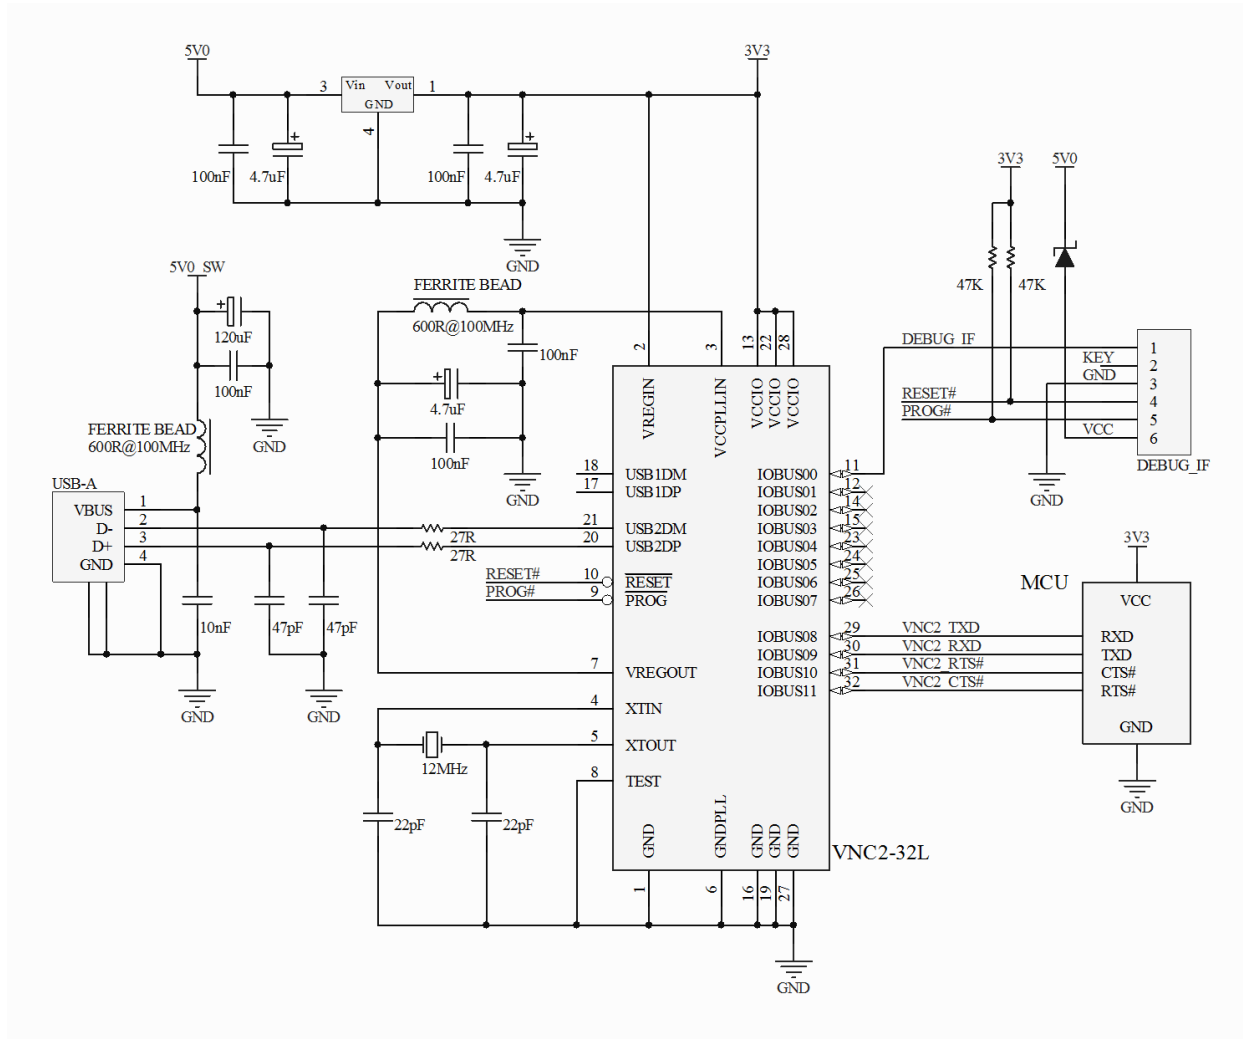 5V0
3V3
3
Vin
Vout
GND
1
4
100nF
4.7uF
100nF
4.7uF
GND
3V3
5V0
47K
47K
5V0_SW
120uF
100nF
GND
FERRITE BEAD
600R@100MHz
FERRITE BEAD
600R@100MHz
100nF
4.7uF
100nF
GND
2
3
13
22
28
VREGIN
VCCPLLIN
VCCIO
VCCIO
VCCIO
DEBUG_IF
KEY
GND
RESET#
PROG#
VCC
1
2
3
4
5
6
DEBUG_IF
GND
USB-A
VBUS
D-
D+
GND
1
2
3
4
27R
27R
10nF
47pF
47pF
GND
GND
18
USB1DM
17
USB1DP
21
USB2DM
20
USB2DP
RESET#
10
RESET
PROG#
9
PROG
7
VREGOUT
4
XTIN
5
XTOUT
8
TEST
12MHz
22pF
22pF
IOBUS00
11
IOBUS01
12
IOBUS02
14
IOBUS03
15
IOBUS04
23
IOBUS05
24
IOBUS06
25
IOBUS07
26
IOBUS08
29
VNC2_TXD
IOBUS09
30
VNC2_RXD
IOBUS10
31
VNC2_RTS#
IOBUS11
32
VNC2_CTS#
3V3
MCU
VCC
RXD
TXD
CTS#
RTS#
GND
GND
GND
GNDPLL
GND
GND
GND
VNC2-32L
1
6
16
19
27
GND